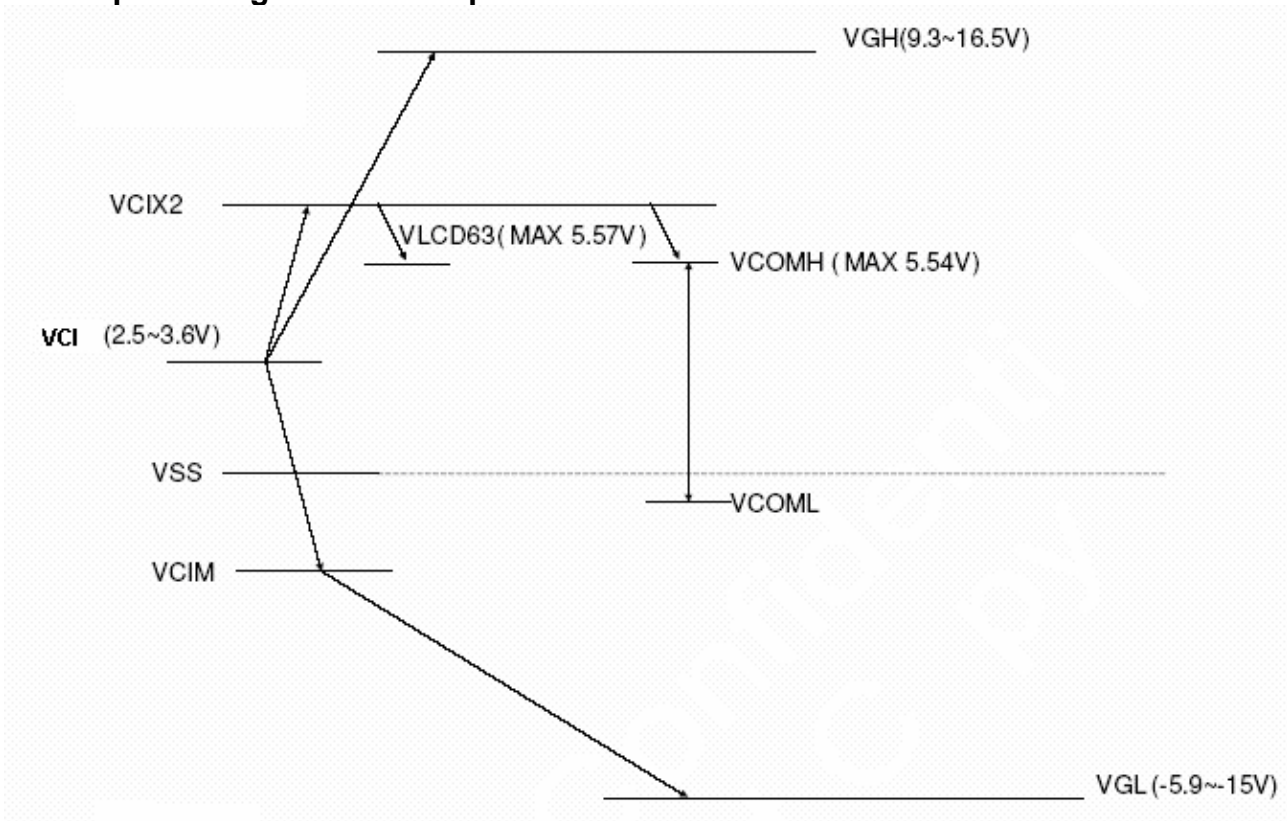 VGH(9.3~16.5V)
VCIX2
VLCD63( MAX 5.57V)
VCOMH ( MAX 5.54V)
VCI (2.5~3.6V)
VSS
VCOML
VCIM
VGL (-5.9~-15V)